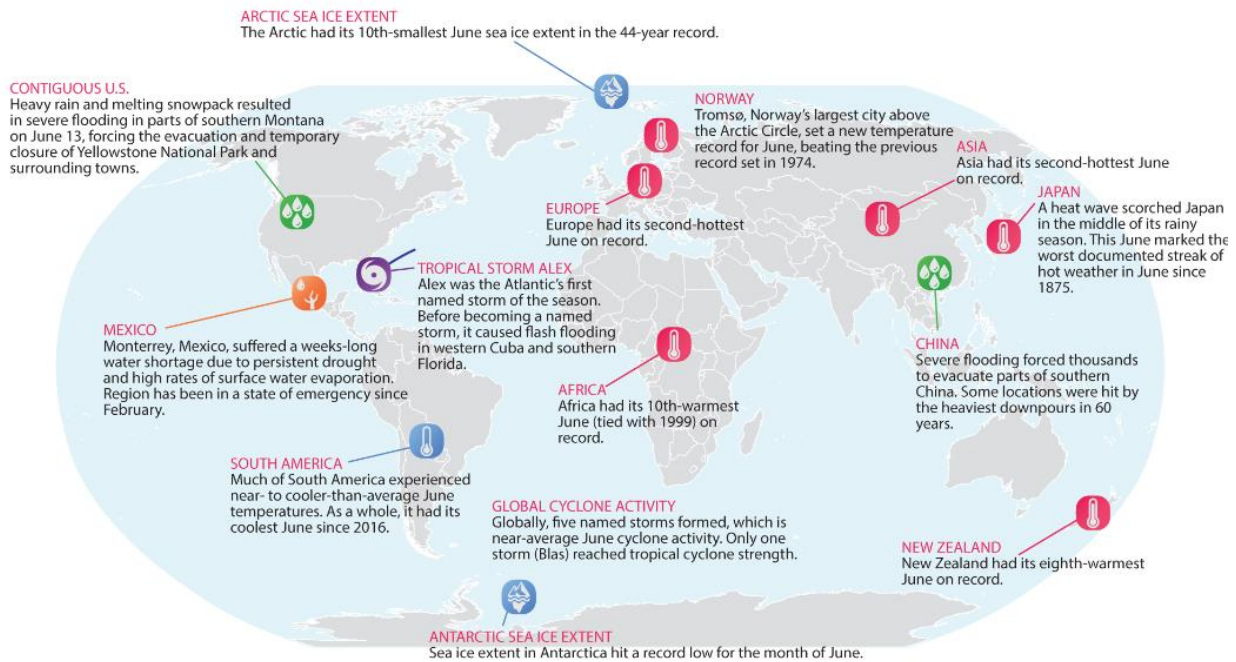 ARCTIC SEA ICE EXTENT
The Arctic had its 10th-smallest June sea ice extent in the 44-year record.
CONTIGUOUS U.S.
Heavy rain and melting snowpack resulted
in severe flooding in parts of southern Montana
on June 13, forcing the evacuation and temporary
closure of Yellowstone National Park and
surrounding towns.
NORWAY
Tromsø, Norway's largest city above
the Arctic Circle, set a new temperature
record for June, beating the previous
record set in 1974.
ASIA
Asia had its second-hottest June
on record.
JAPAN
A heat wave scorched Japan
in the middle of its rainy
season. This June marked the
worst documented streak of
hot weather in June since
1875.
EUROPE
Europe had its second-hottest
June on record.
TROPICAL STORM ALEX
Alex was the Atlantic's first
named storm of the season.
Before becoming a named
storm, it caused flash flooding
in western Cuba and southern
Florida.
MEXICO
Monterrey, Mexico, suffered a weeks-long
water shortage due to persistent drought
and high rates of surface water evaporation.
Region has been in a state of emergency since
February.
AFRICA
Africa had its 10th-warmest
June (tied with 1999) on
record.
CHINA
Severe flooding forced thousands
to evacuate parts of southern
China. Some locations were hit by
the heaviest downpours in 60
years.
SOUTH AMERICA
Much of South America experienced
near- to cooler-than-average June
temperatures. As a whole, it had its
coolest June since 2016.
GLOBAL CYCLONE ACTIVITY
Globally, five named storms formed, which is
near-average June cyclone activity. Only one
storm (Blas) reached tropical cyclone strength.
NEW ZEALAND
New Zealand had its eighth-warmest
June on record.
ANTARCTIC SEA ICE EXTENT
Sea ice extent in Antarctica hit a record low for the month of June.